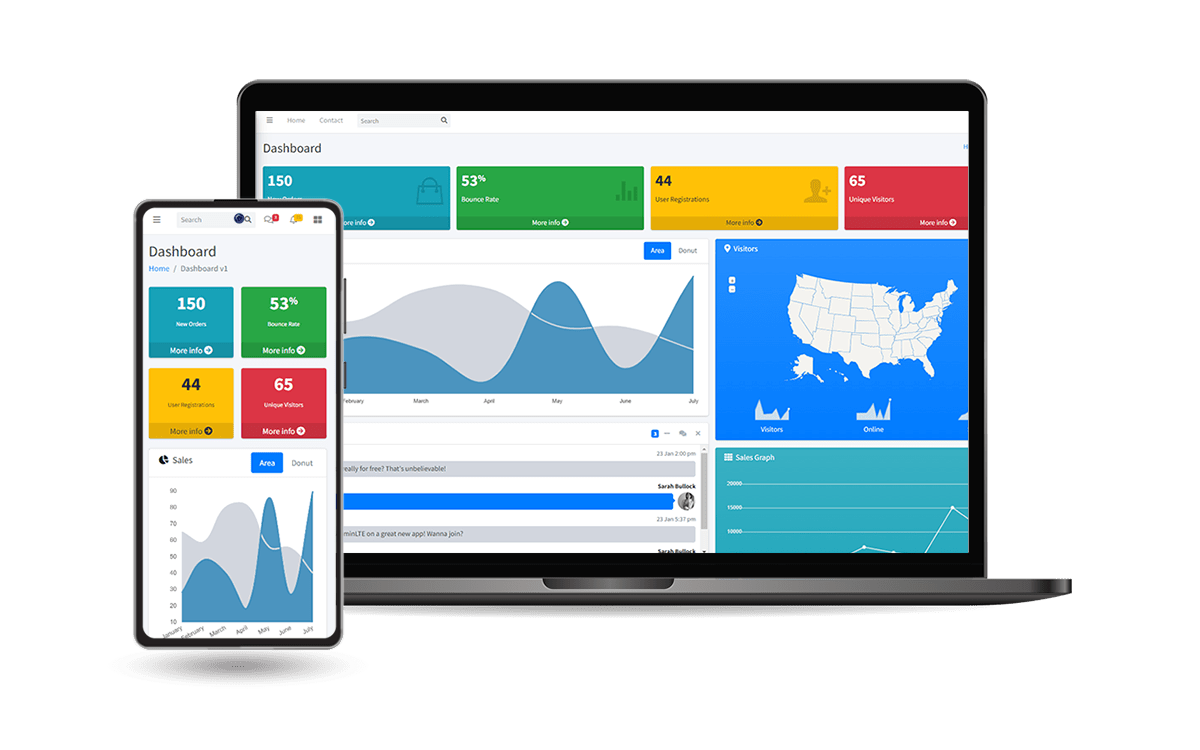 Home Contact Search
Dashboard
H
150
New Orders
ore info
53%
Bounce Rate
More info
44
User Registrations
More info
65
Unique Visitors
More info
Area Donut
February March April May June July
Visitors
+
-
Visitors Online
3
23 Jan 2:00 pm
really for free? That's unbelievable!
Sarah Bullock
23 Jan 5:37 pm
minLTE on a great new app! Wanna join?
Sarah Bullock
Sales Graph
20000
15000
10000
Search
Dashboard
Home / Dashboard v1
150
New Orders
More info
53%
Bounce Rate
More info
44
User Registrations
More info
65
Unique Visitors
More info
Sales
Area Donut
90
80
70
60
50
40
30
20
10
January February March April May June July